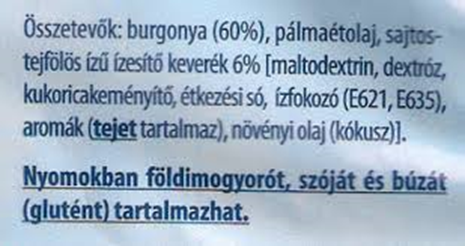 Összetevők: burgonya (60%), pálmaétolaj, sajtos-
tejfölös ízű ízesítő keverék 6% [maltodextrin, dextróz,
kukoricakeményítő, étkezési só, ízfokozó (E621, E635),
aromák (tejet tartalmaz), növényi olaj (kókusz)].
Nyomokban földimogyorót, szóját és búzát
(glutént) tartalmazhat.